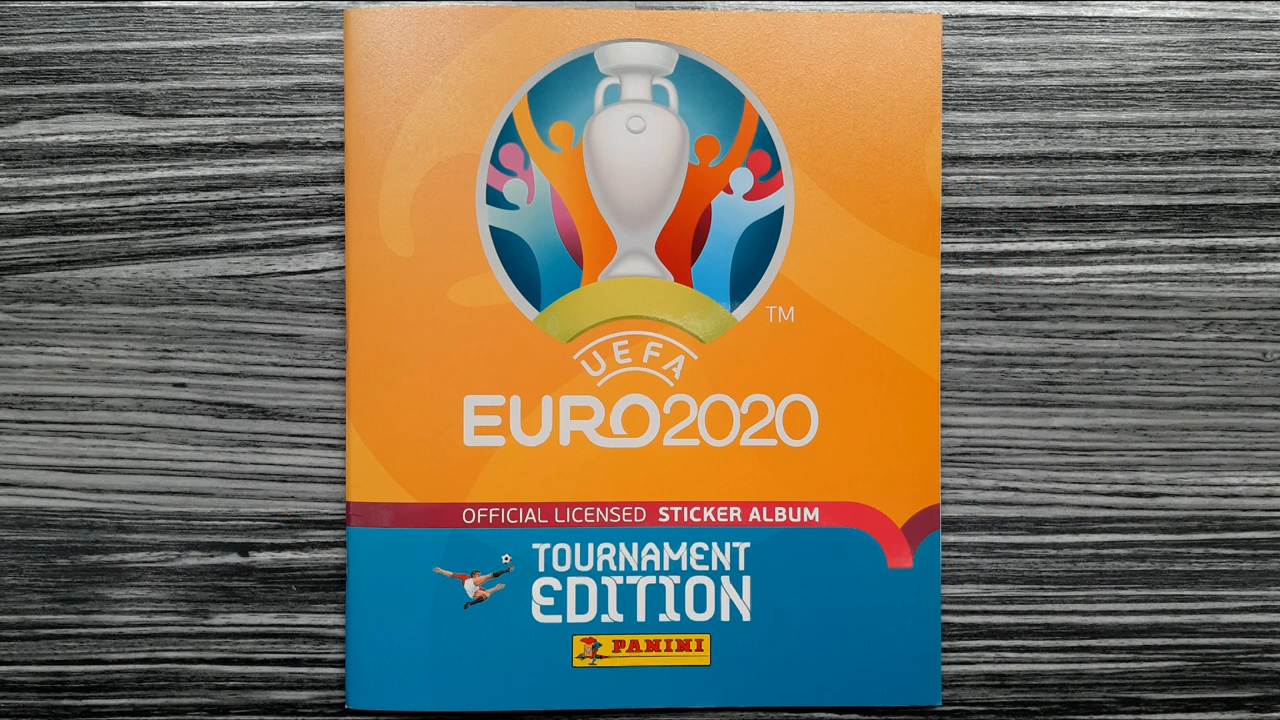 TM
UEFA
EURO2020
OFFICIAL LICENSED STICKER ALBUM
TOURNAMENT
EDITION
PANINI